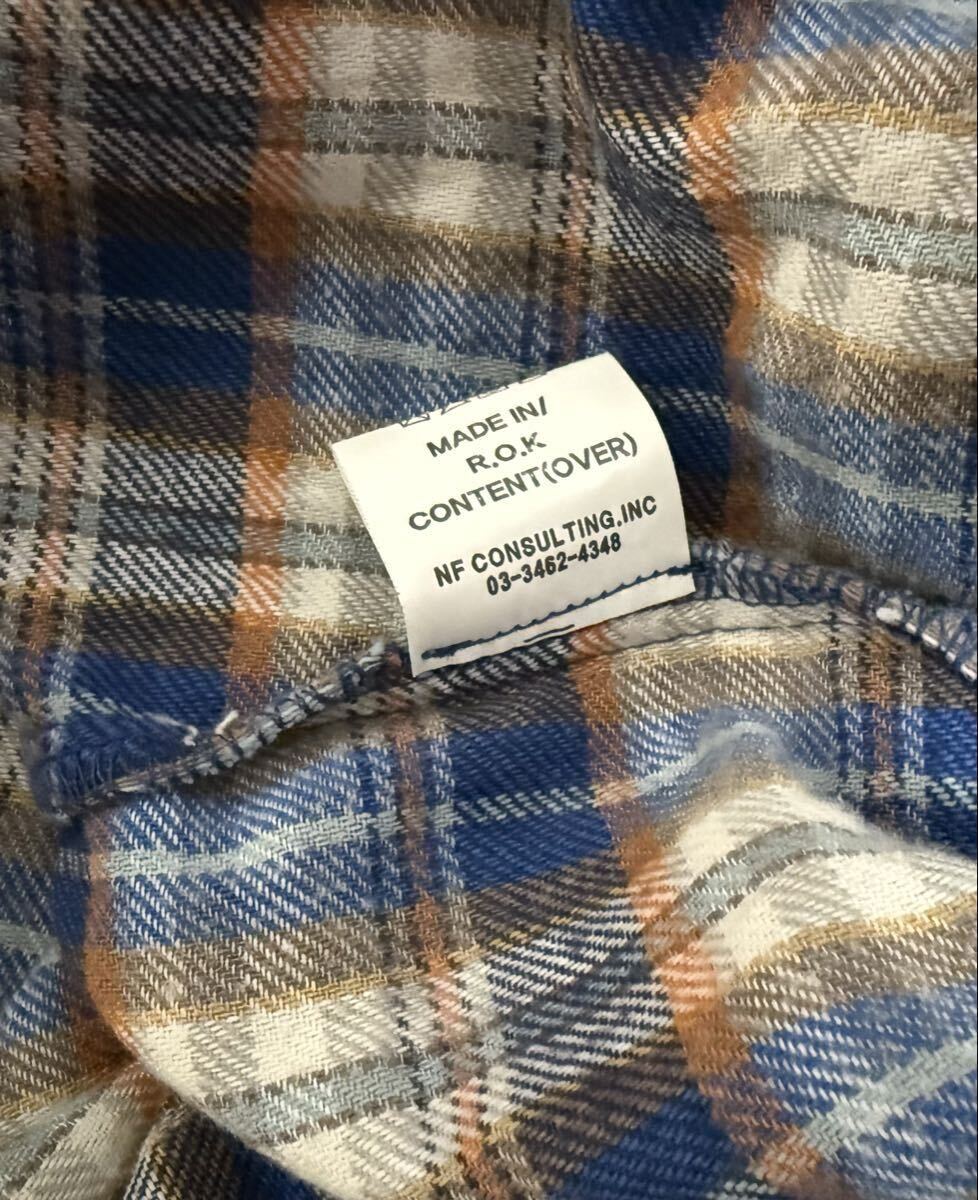 MADE IN/
R.O.K
CONTENT(OVER)
NF CONSULTING.INC
03-3462-4348